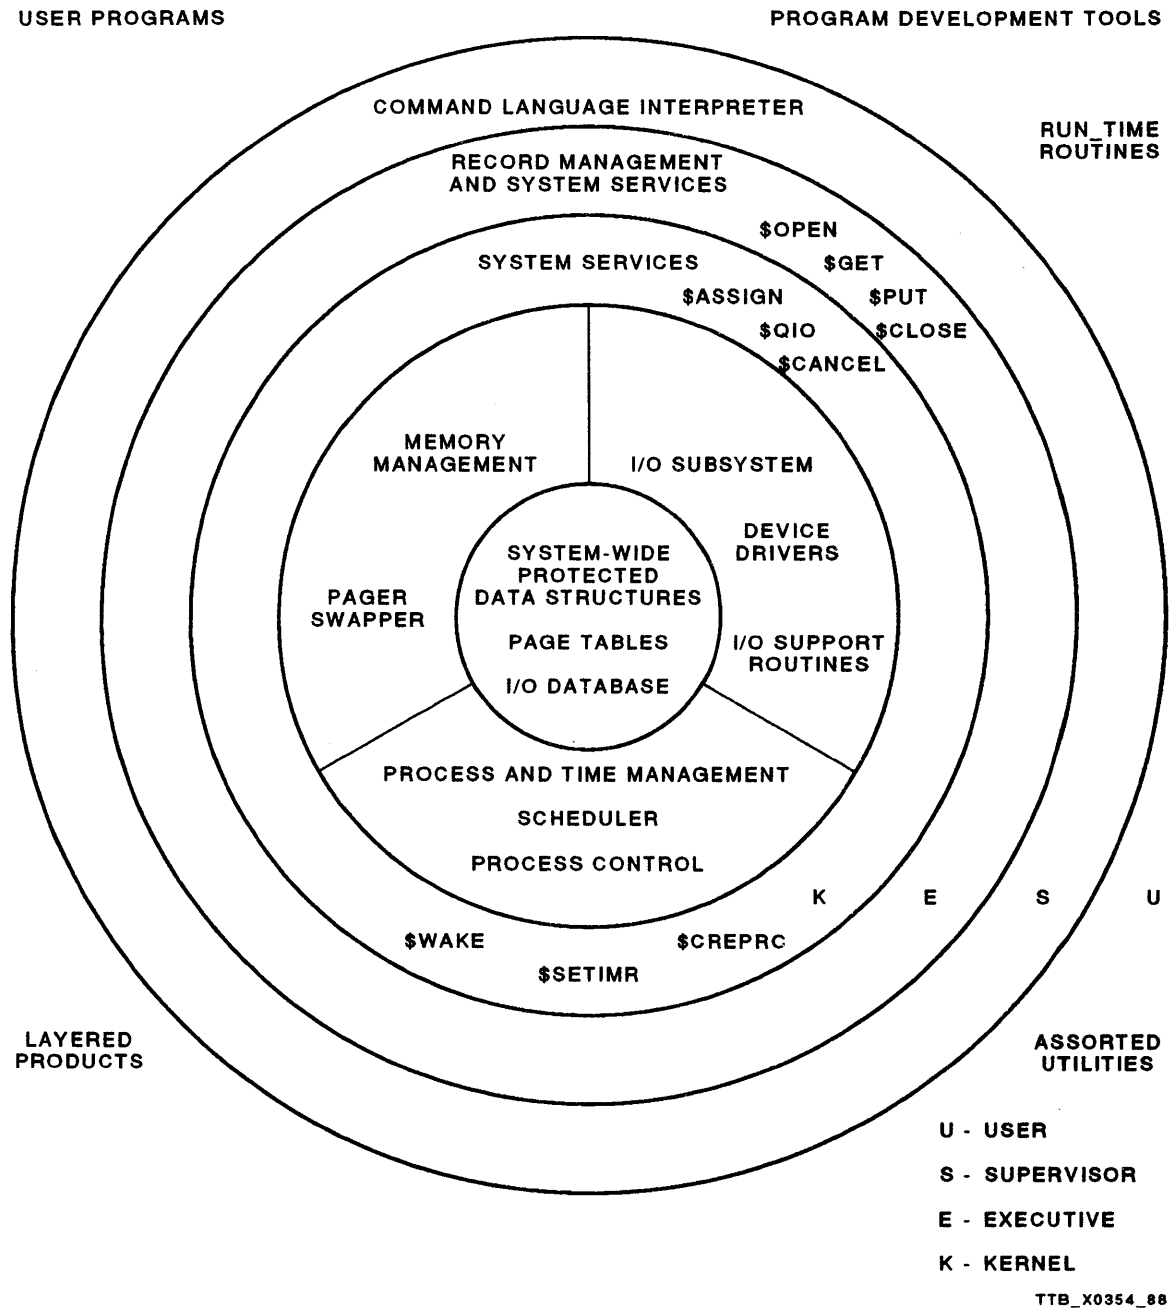 USER PROGRAMS
PROGRAM DEVELOPMENT TOOLS
COMMAND LANGUAGE INTERPRETER
RUN_TIME
ROUTINES
RECORD MANAGEMENT
AND SYSTEM SERVICES
$OPEN
SYSTEM SERVICES
$GET
$ASSIGN
$PUT
$QIO
$CLOSE
$CANCEL
MEMORY
MANAGEMENT
I/O SUBSYSTEM
DEVICE
DRIVERS
SYSTEM-WIDE
PROTECTED
DATA STRUCTURES
PAGER
SWAPPER
PAGE TABLES
I/O SUPPORT
ROUTINES
I/O DATABASE
PROCESS AND TIME MANAGEMENT
SCHEDULER
PROCESS CONTROL
K E S U
$WAKE
$CREPRC
$SETIMR
LAYERED
PRODUCTS
ASSORTED
UTILITIES
U - USER
S - SUPERVISOR
E - EXECUTIVE
K - KERNEL
TTB_X0354_88